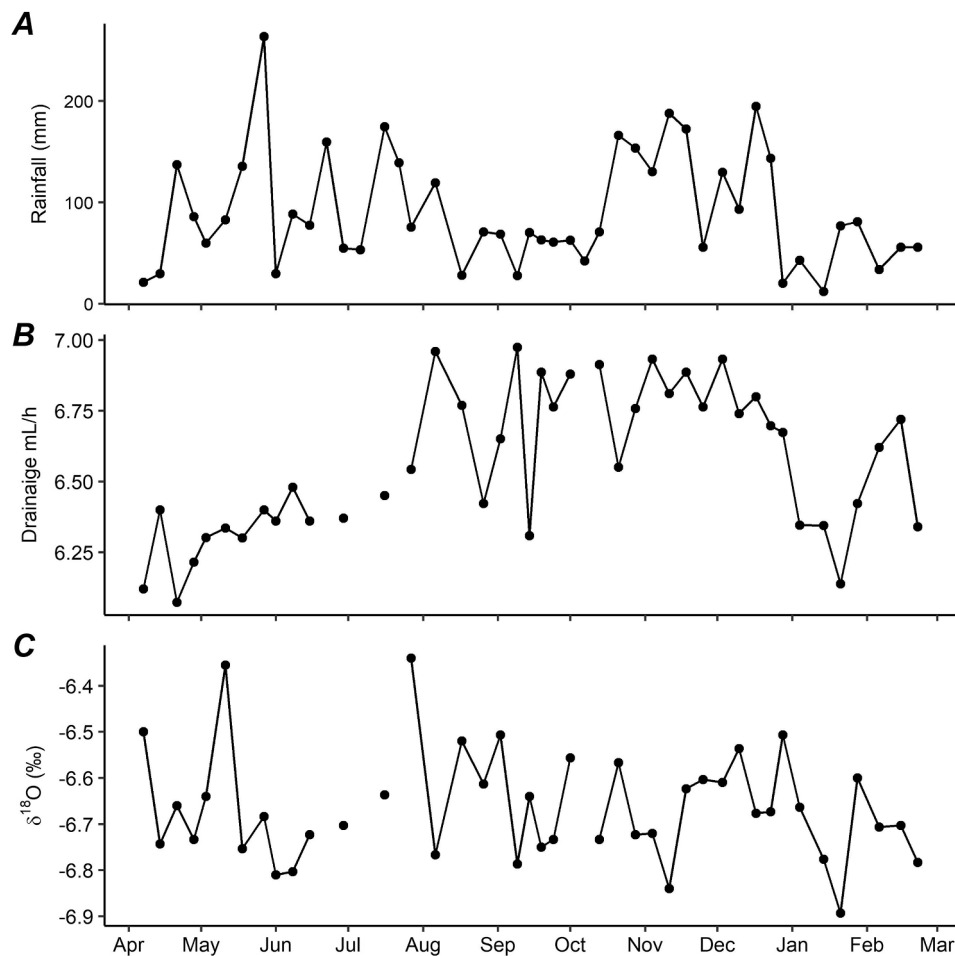 A
Rainfall (mm)
200
100
0
B
Drainaige mL/h
7.00
6.75
6.50
6.25
C
δ¹⁸O (‰)
-6.4
-6.5
-6.6
-6.7
-6.8
-6.9
Apr May Jun Jul Aug Sep Oct Nov Dec Jan Feb Mar